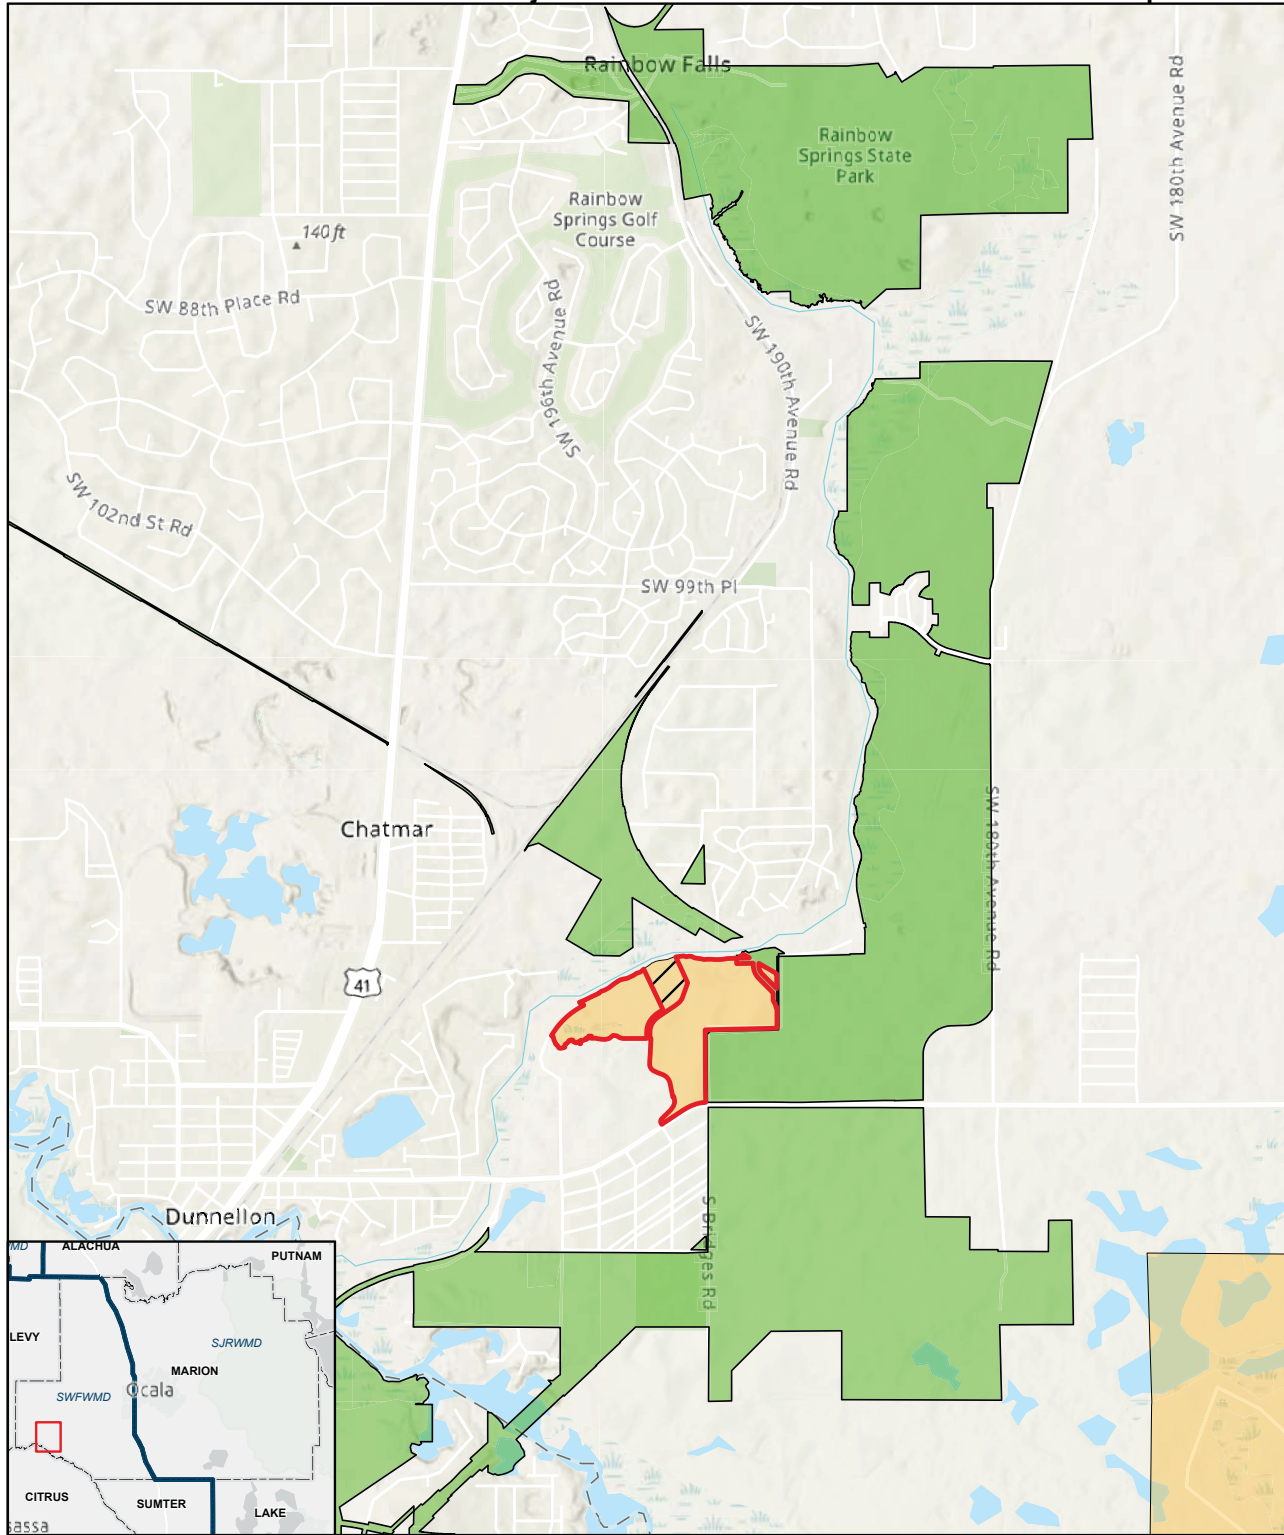 Rainbow Falls
SW 180th Avenue Rd
Rainbow
Springs State
Park
Rainbow
Springs Golf
Course
140 ft
SW 88th Place Rd
SW 196th Avenue Rd
SW 190th Avenue Rd
SW 102nd St Rd
SW 99th Pl
Chatmar
SW 180th Avenue Rd
41
Dunnellon
S Bridges Rd
MD
ALACHUA
PUTNAM
LEVY
SJRWMD
MARION
Ocala
SWFWMD
CITRUS
SUMTER
LAKE
sassa